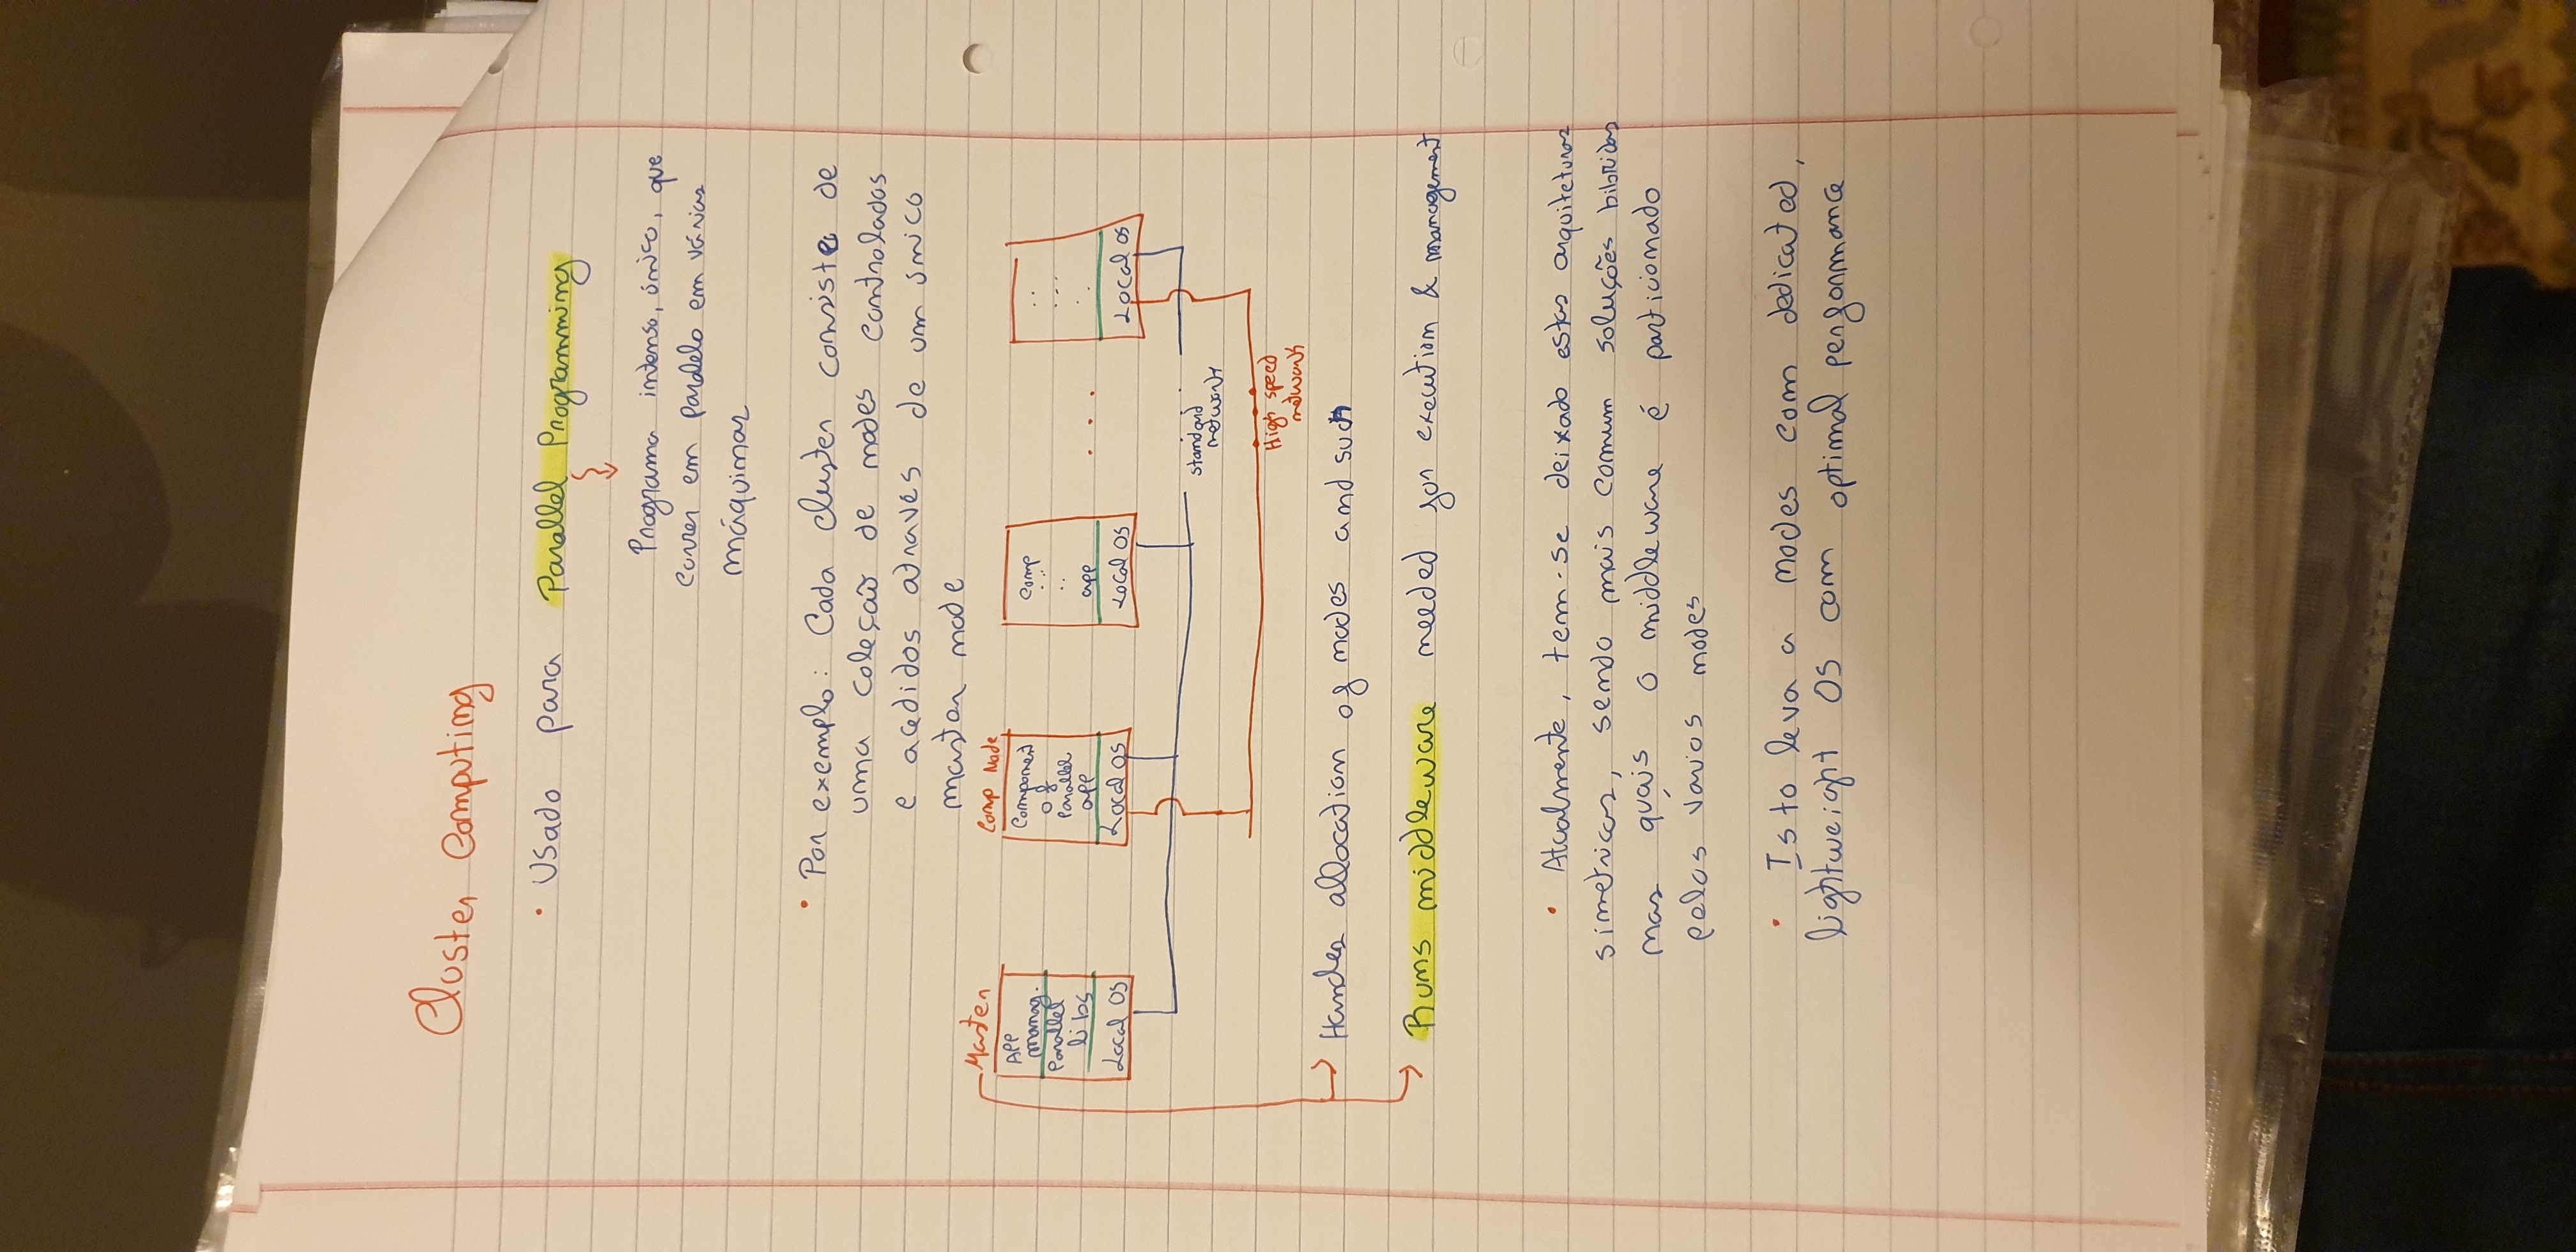 Cluster Computing
• Usado para Parallel Programming
Programa intenso, único, que
correr em paralelo em várias
máquinas
• Por exemplo: Cada cluster consiste de
uma coleção de nodes controlados
e acedidos através de um único
master node
Master
APP
manag.
Parallel
libs
Local OS
Comp Node
Component
of
Parallel
app
Local OS
Comp
...
..
app
Local OS
. . .
..
...
. .
Local OS
standard
network
High speed
network
Handles allocation of nodes and such
Runs middleware needed for execution & management
• Atualmente, tem-se deixado estas arquiteturas
simetricas, sendo mais comum soluções hibridas
nas quais o middleware é particionado
pelos vários nodes
• Isto leva a nodes com dedicated,
lightweight OS com optimal performance